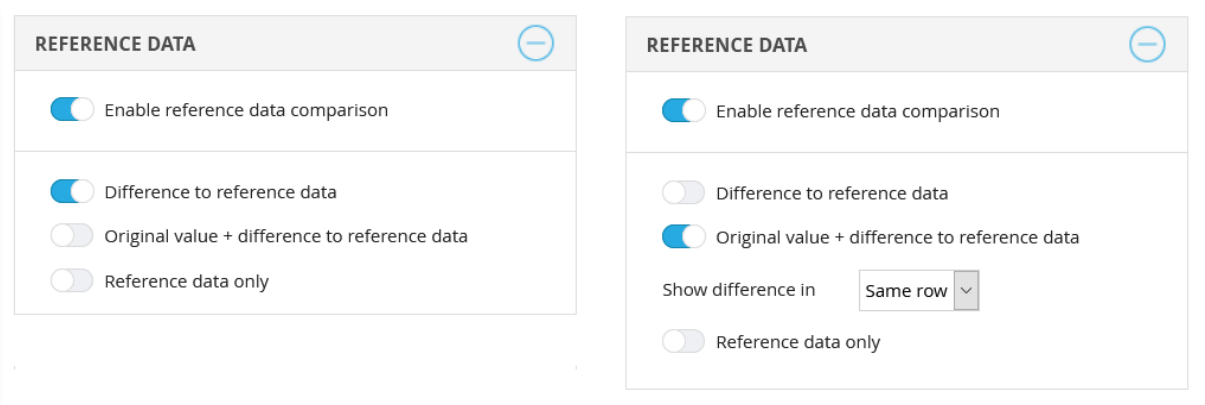 REFERENCE DATA
Enable reference data comparison
Difference to reference data
Original value + difference to reference data
Reference data only
REFERENCE DATA
Enable reference data comparison
Difference to reference data
Original value + difference to reference data
Show difference in Same row
Reference data only